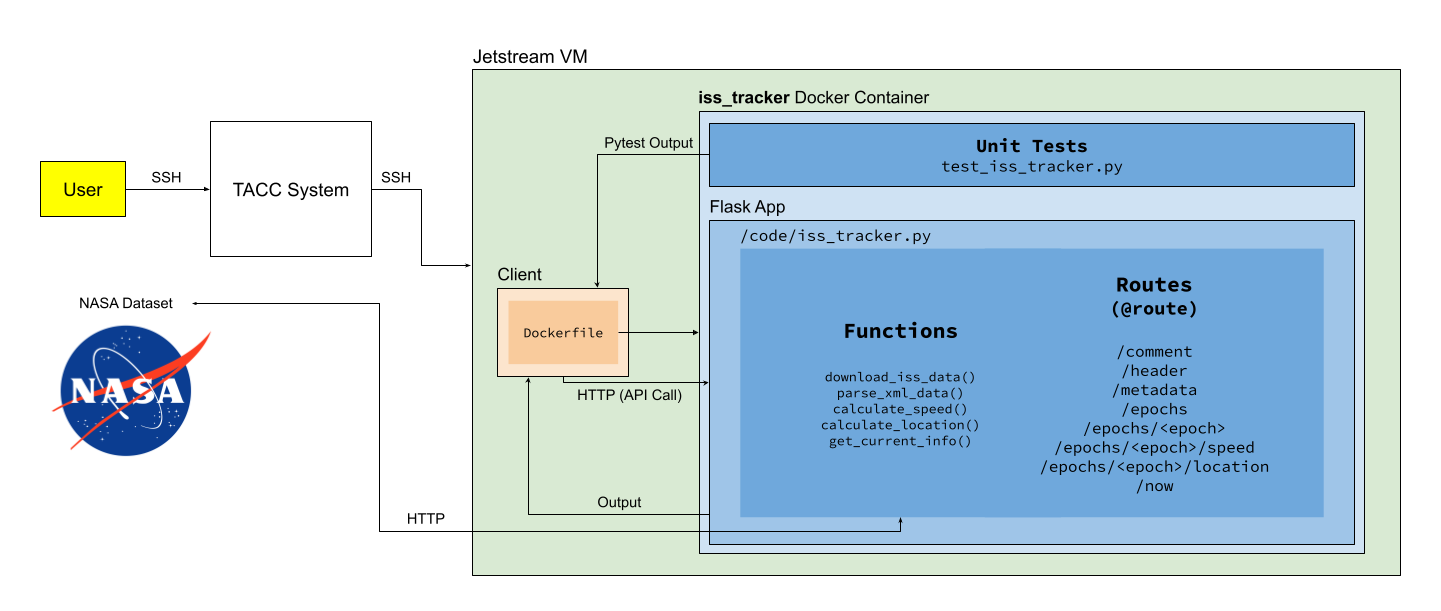 Jetstream VM
iss_tracker Docker Container
Pytest Output
Unit Tests
test_iss_tracker.py
User
SSH
TACC System
SSH
Flask App
/code/iss_tracker.py
Client
Dockerfile
HTTP (API Call)
Functions
download_iss_data()
parse_xml_data()
calculate_speed()
calculate_location()
get_current_info()
Routes
(@route)
/comment
/header
/metadata
/epochs
/epochs/<epoch>
/epochs/<epoch>/speed
/epochs/<epoch>/location
/now
NASA Dataset
NASA
Output
HTTP